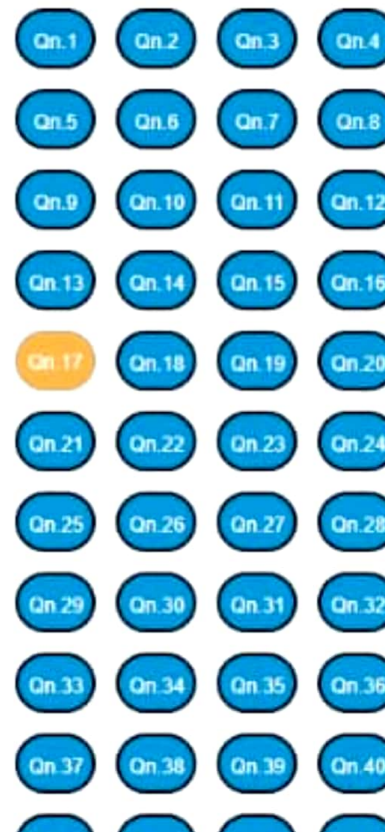 Qn.1 Qn.2 Qn.3 Qn.4
Qn.5 Qn.6 Qn.7 Qn.8
Qn.9 Qn.10 Qn.11 Qn.12
Qn.13 Qn.14 Qn.15 Qn.16
Qn.17 Qn.18 Qn.19 Qn.20
Qn.21 Qn.22 Qn.23 Qn.24
Qn.25 Qn.26 Qn.27 Qn.28
Qn.29 Qn.30 Qn.31 Qn.32
Qn.33 Qn.34 Qn.35 Qn.36
Qn.37 Qn.38 Qn.39 Qn.40